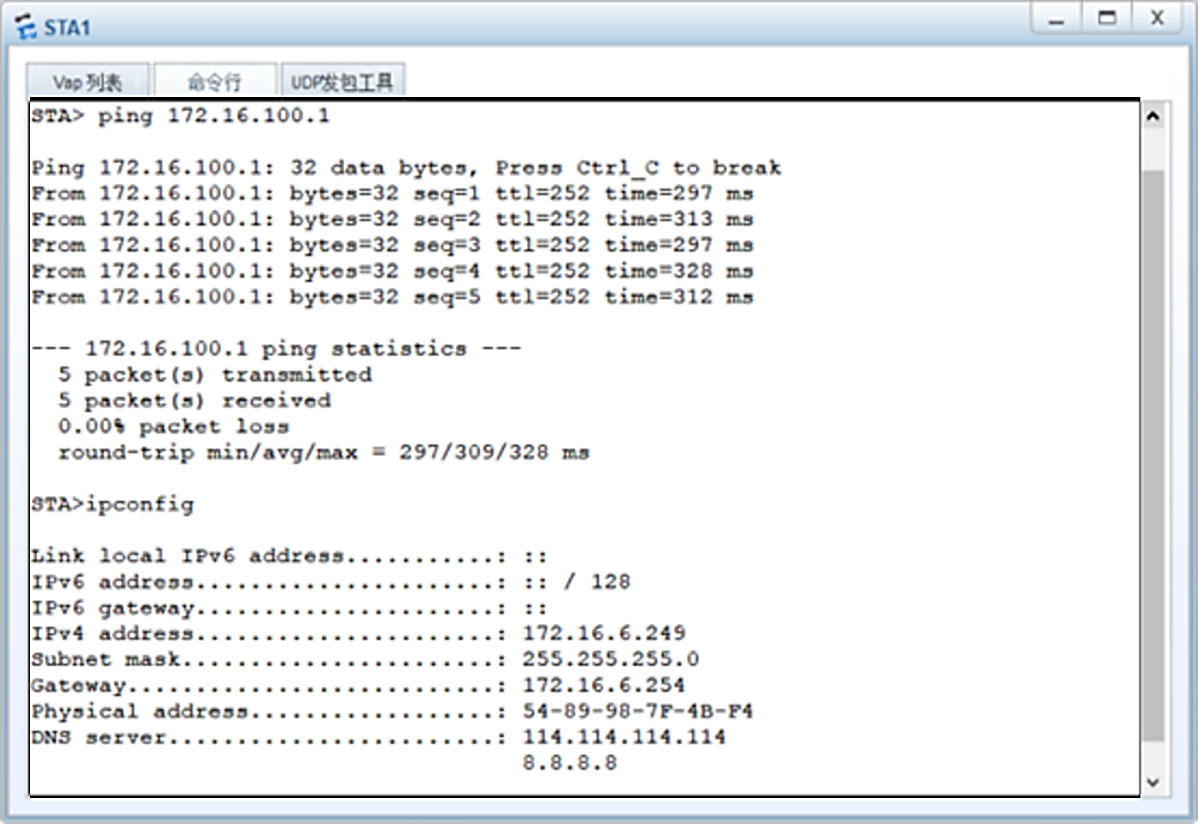 STA1
Vap 列表 命令行 UDP发包工具
STA> ping 172.16.100.1
Ping 172.16.100.1: 32 data bytes, Press Ctrl_C to break
From 172.16.100.1: bytes=32 seq=1 ttl=252 time=297 ms
From 172.16.100.1: bytes=32 seq=2 ttl=252 time=313 ms
From 172.16.100.1: bytes=32 seq=3 ttl=252 time=297 ms
From 172.16.100.1: bytes=32 seq=4 ttl=252 time=328 ms
From 172.16.100.1: bytes=32 seq=5 ttl=252 time=312 ms
--- 172.16.100.1 ping statistics ---
5 packet(s) transmitted
5 packet(s) received
0.00% packet loss
round-trip min/avg/max = 297/309/328 ms
STA>ipconfig
Link local IPv6 address...........: ::
IPv6 address......................: :: / 128
IPv6 gateway......................: ::
IPv4 address......................: 172.16.6.249
Subnet mask.......................: 255.255.255.0
Gateway...........................: 172.16.6.254
Physical address..................: 54-89-98-7F-4B-F4
DNS server........................: 114.114.114.114
8.8.8.8